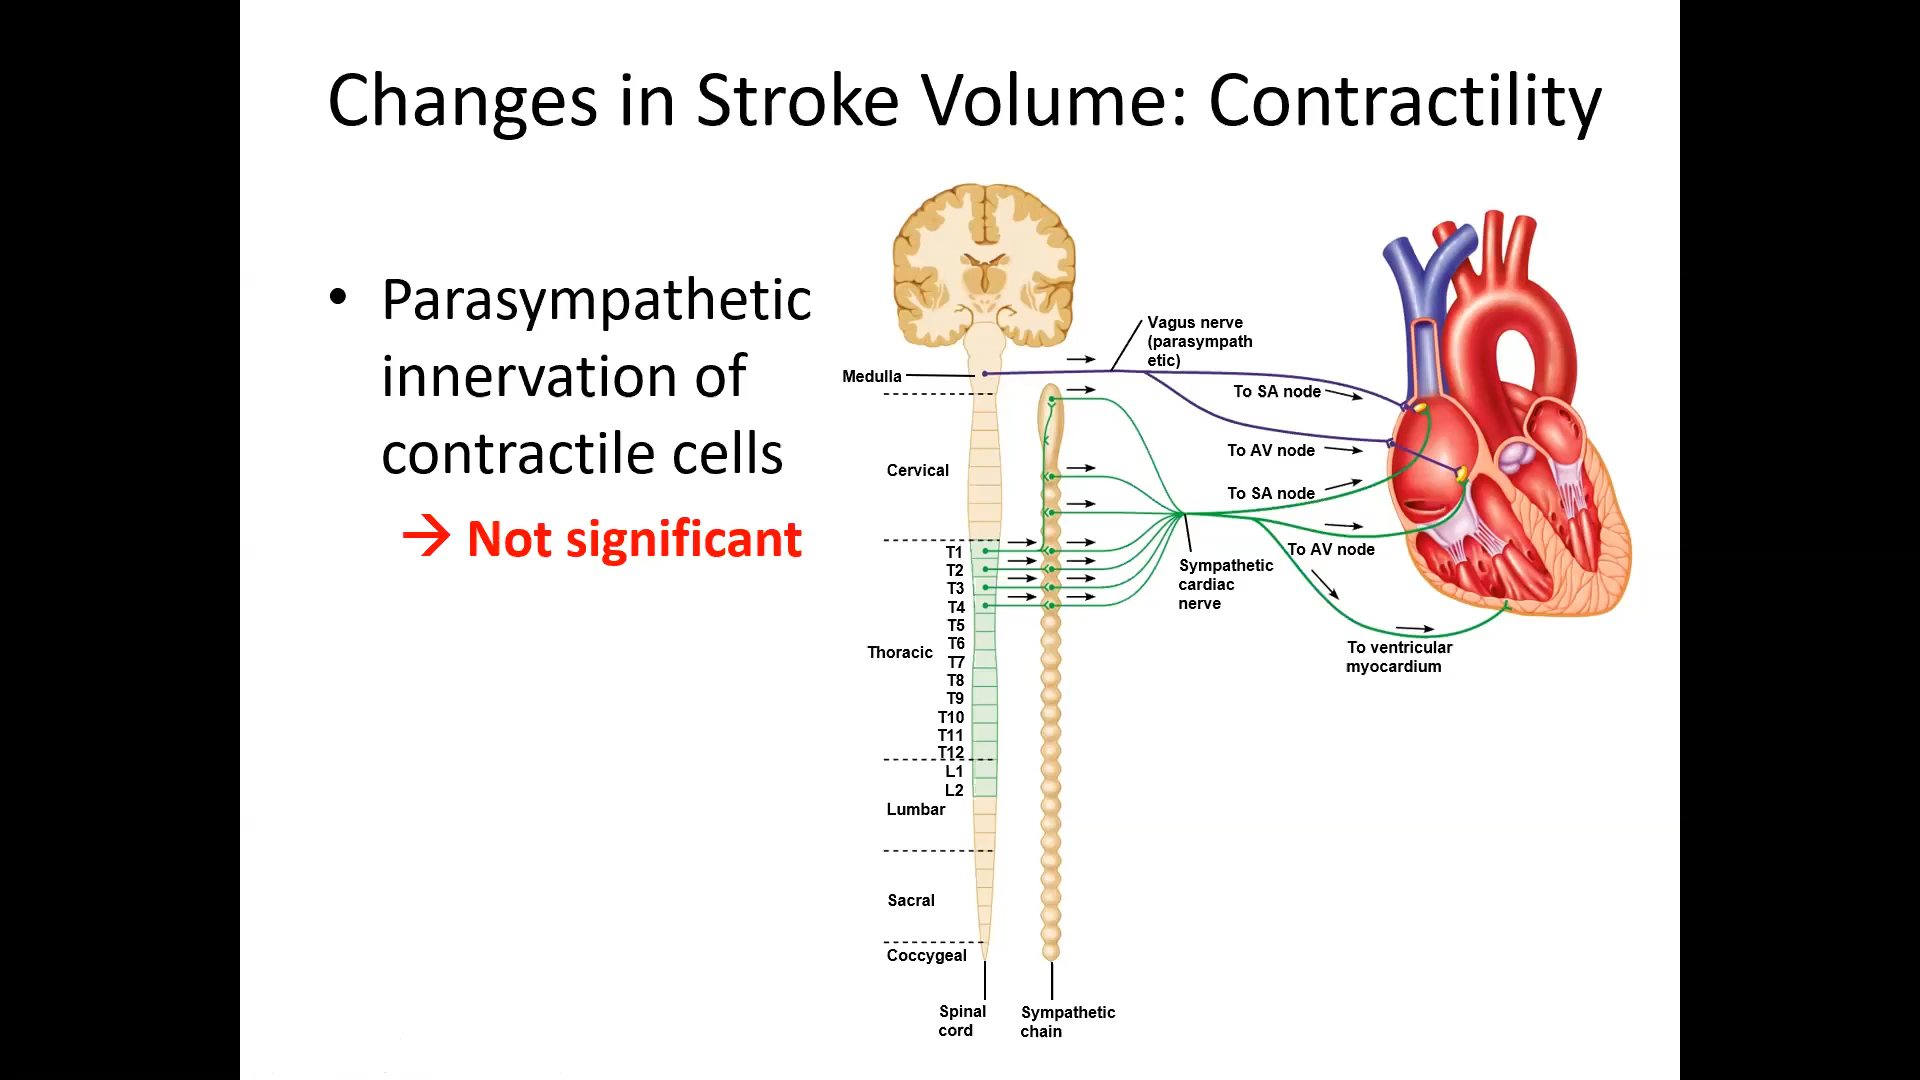 Changes in Stroke Volume: Contractility
• Parasympathetic
innervation of
contractile cells
→ Not significant
Vagus nerve
(parasympath
etic)
Medulla
To SA node
To AV node
Cervical
To SA node
To AV node
T1
T2
T3
T4
T5
T6
T7
T8
T9
T10
T11
T12
L1
L2
Sympathetic
cardiac
nerve
Thoracic
To ventricular
myocardium
Lumbar
Sacral
Coccygeal
Spinal
cord
Sympathetic
chain